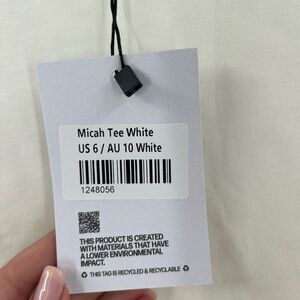 Micah Tee White
US 6 / AU 10 White
1248056
THIS PRODUCT IS CREATED
WITH MATERIALS THAT HAVE
A LOWER ENVIRONMENTAL
IMPACT.
THIS TAG IS RECYCLED & RECYCLABLE